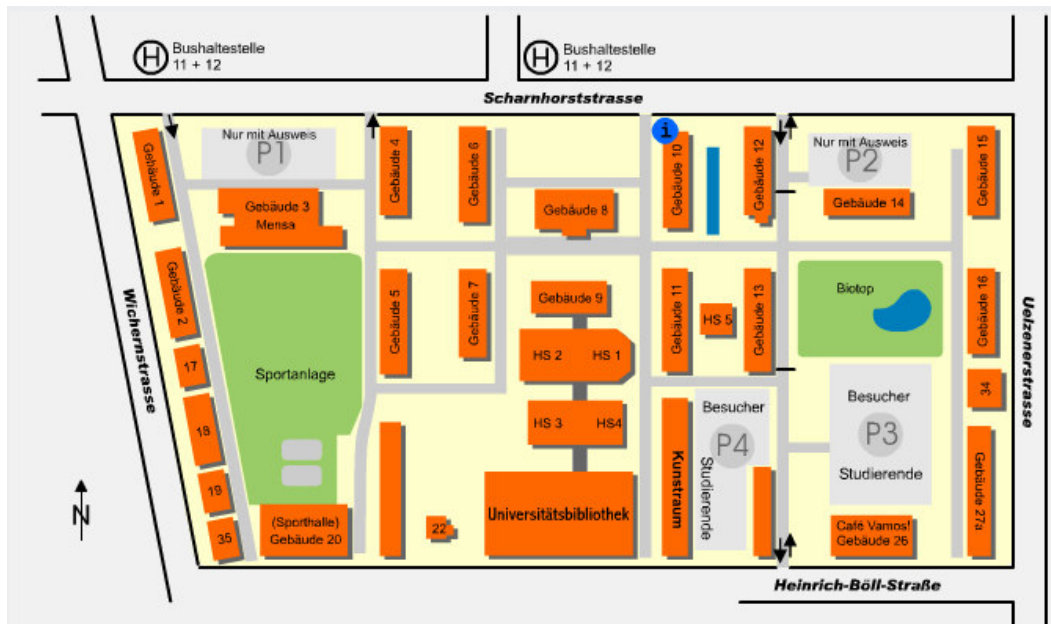 H
Bushaltestelle
11 + 12
H
Bushaltestelle
11 + 12
Scharnhorststrasse
Gebäude 1
Nur mit Ausweis
P1
Gebäude 4
Gebäude 6
i
Gebäude 10
Gebäude 12
Nur mit Ausweis
P2
Gebäude 15
Gebäude 3
Mensa
Gebäude 8
Gebäude 14
Gebäude 2
Gebäude 5
Gebäude 7
Gebäude 9
Gebäude 11
HS 5
Gebäude 13
Biotop
Gebäude 16
Wichernstrasse
Uelzenerstrasse
17
Sportanlage
HS 2
HS 1
34
18
HS 3
HS4
Kunstraum
Besucher
P4
Studierende
Besucher
P3
Studierende
Gebäude 27a
19
N
35
(Sporthalle)
Gebäude 20
22
Universitätsbibliothek
Café Vamos!
Gebäude 26
Heinrich-Böll-Straße